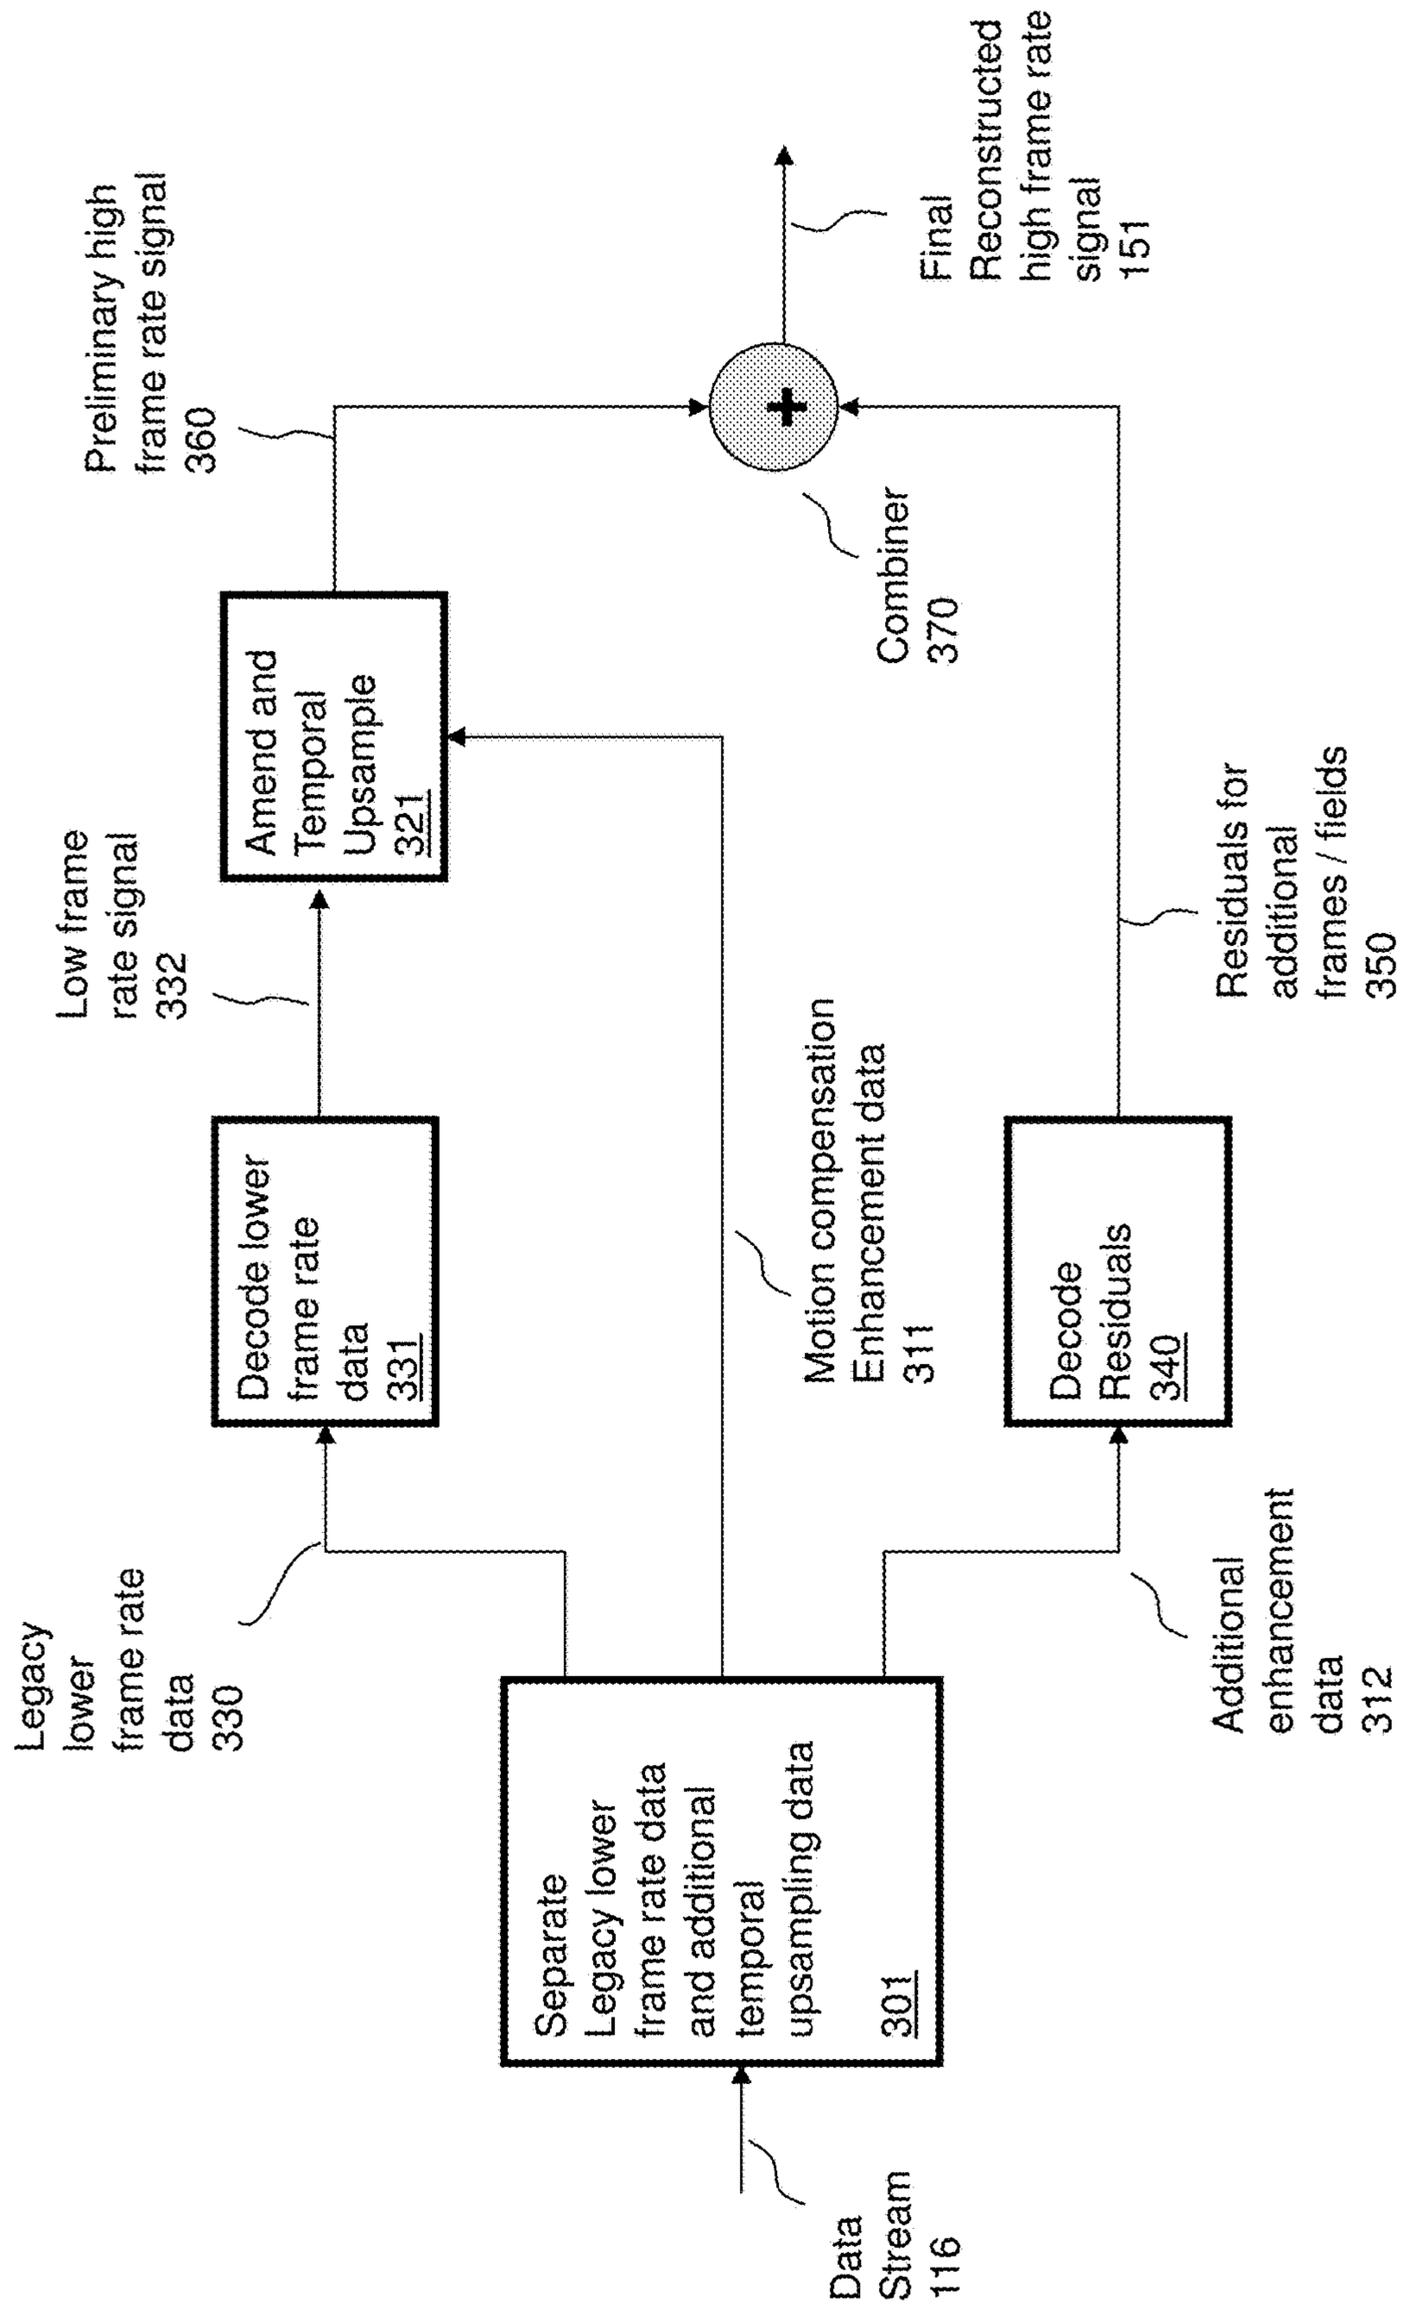 Data
Stream
116
Separate
Legacy lower
frame rate data
and additional
temporal
upsampling data
301
Legacy
lower
frame rate
data
330
Decode lower
frame rate
data
331
Low frame
rate signal
332
Amend and
Temporal
Upsample
321
Preliminary high
frame rate signal
360
Motion compensation
Enhancement data
311
Additional
enhancement
data
312
Decode
Residuals
340
Residuals for
additional
frames / fields
350
+
Combiner
370
Final
Reconstructed
high frame rate
signal
151